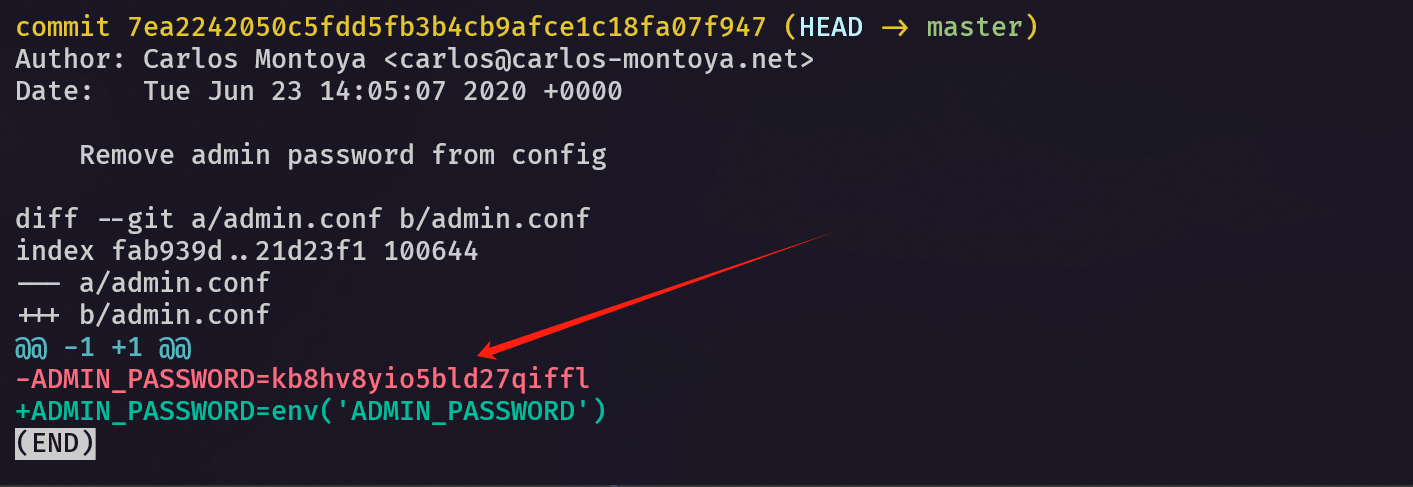 commit 7ea2242050c5fdd5fb3b4cb9afce1c18fa07f947 (HEAD -> master)
Author: Carlos Montoya <carlos@carlos-montoya.net>
Date:   Tue Jun 23 14:05:07 2020 +0000
    Remove admin password from config
diff --git a/admin.conf b/admin.conf
index fab939d..21d23f1 100644
--- a/admin.conf
+++ b/admin.conf
@@ -1 +1 @@
-ADMIN_PASSWORD=kb8hv8yio5bld27qiffl
+ADMIN_PASSWORD=env('ADMIN_PASSWORD')
(END)